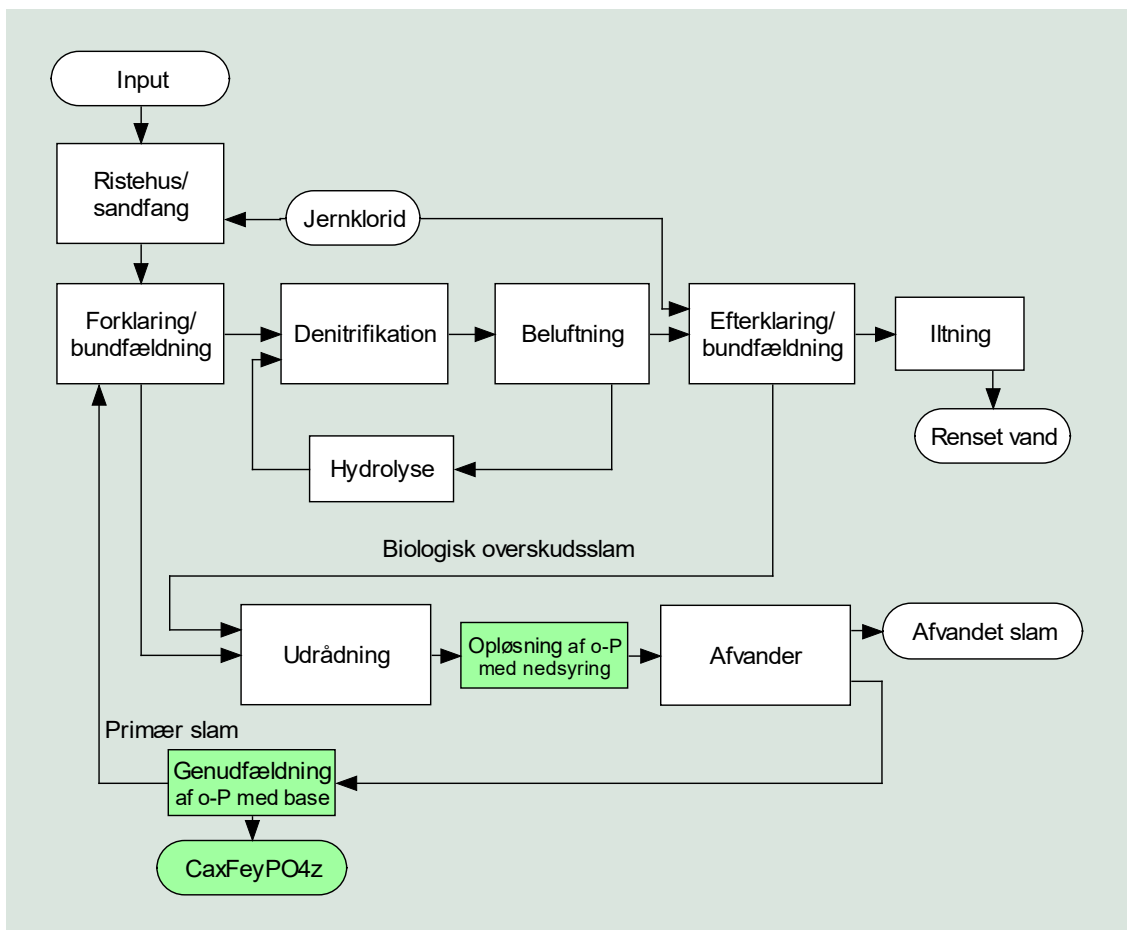 Input
Ristehus/
sandfang
Jernklorid
Forklaring/
bundfældning
Denitrifikation
Beluftning
Efterklaring/
bundfældning
Iltning
Renset vand
Hydrolyse
Biologisk overskudsslam
Udrådning
Opløsning af o-P
med nedsyring
Afvander
Afvandet slam
Primær slam
Genudfældning
af o-P med base
CaxFeyPO4z